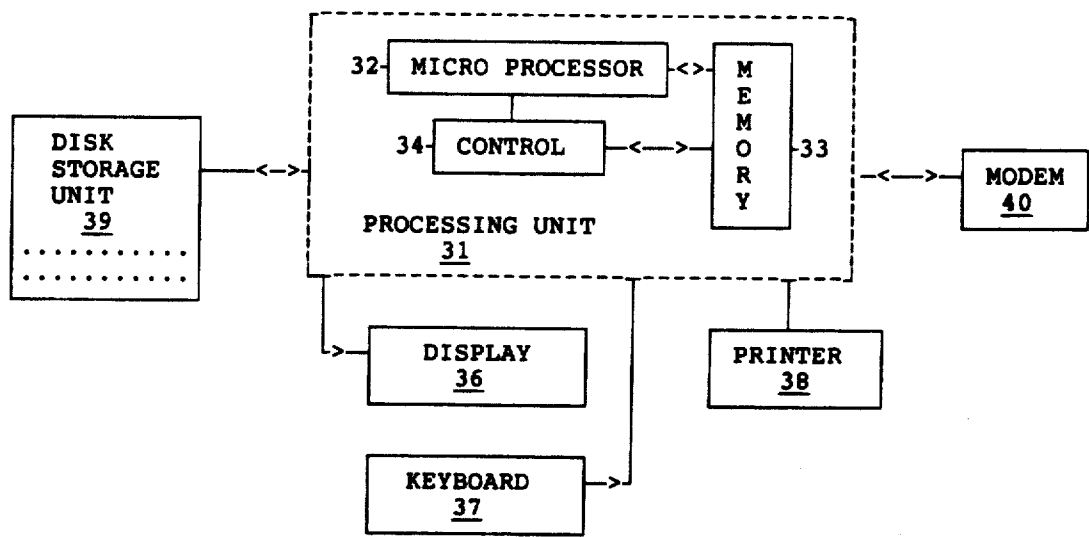 32 MICRO PROCESSOR <>
M
E
M
O
R
Y
33
34 CONTROL <—>
PROCESSING UNIT
31
DISK
STORAGE
UNIT
39
...........
...........
<—>
<—>
MODEM
40
> DISPLAY
36
PRINTER
38
KEYBOARD >
37